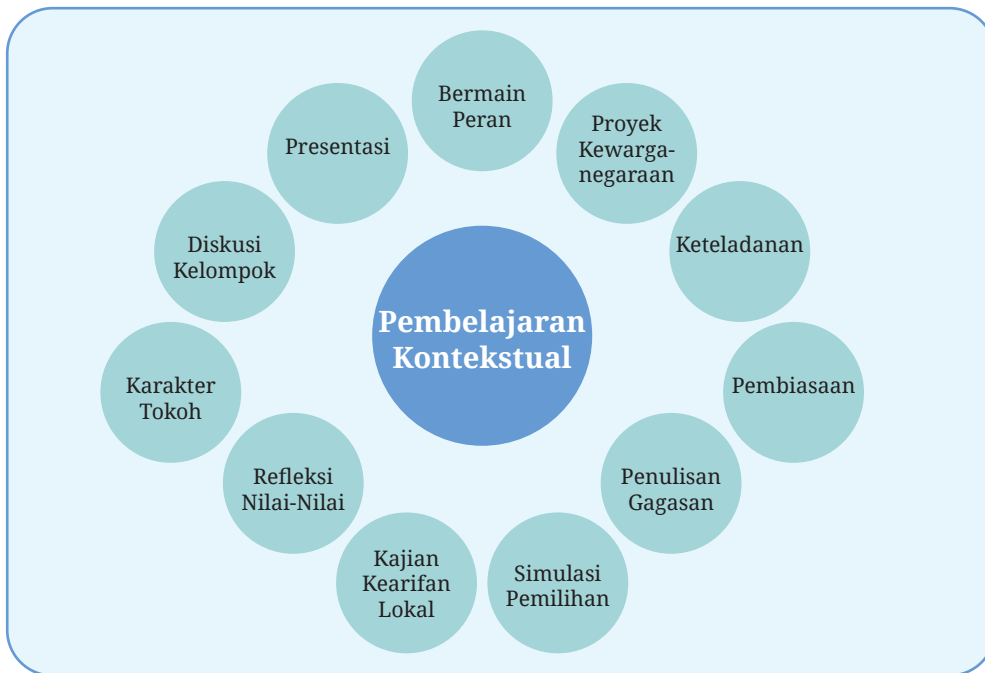 Bermain
Peran
Proyek
Kewarga-
negaraan
Keteladanan
Pembiasaan
Penulisan
Gagasan
Simulasi
Pemilihan
Kajian
Kearifan
Lokal
Refleksi
Nilai-Nilai
Karakter
Tokoh
Diskusi
Kelompok
Presentasi
Pembelajaran
Kontekstual